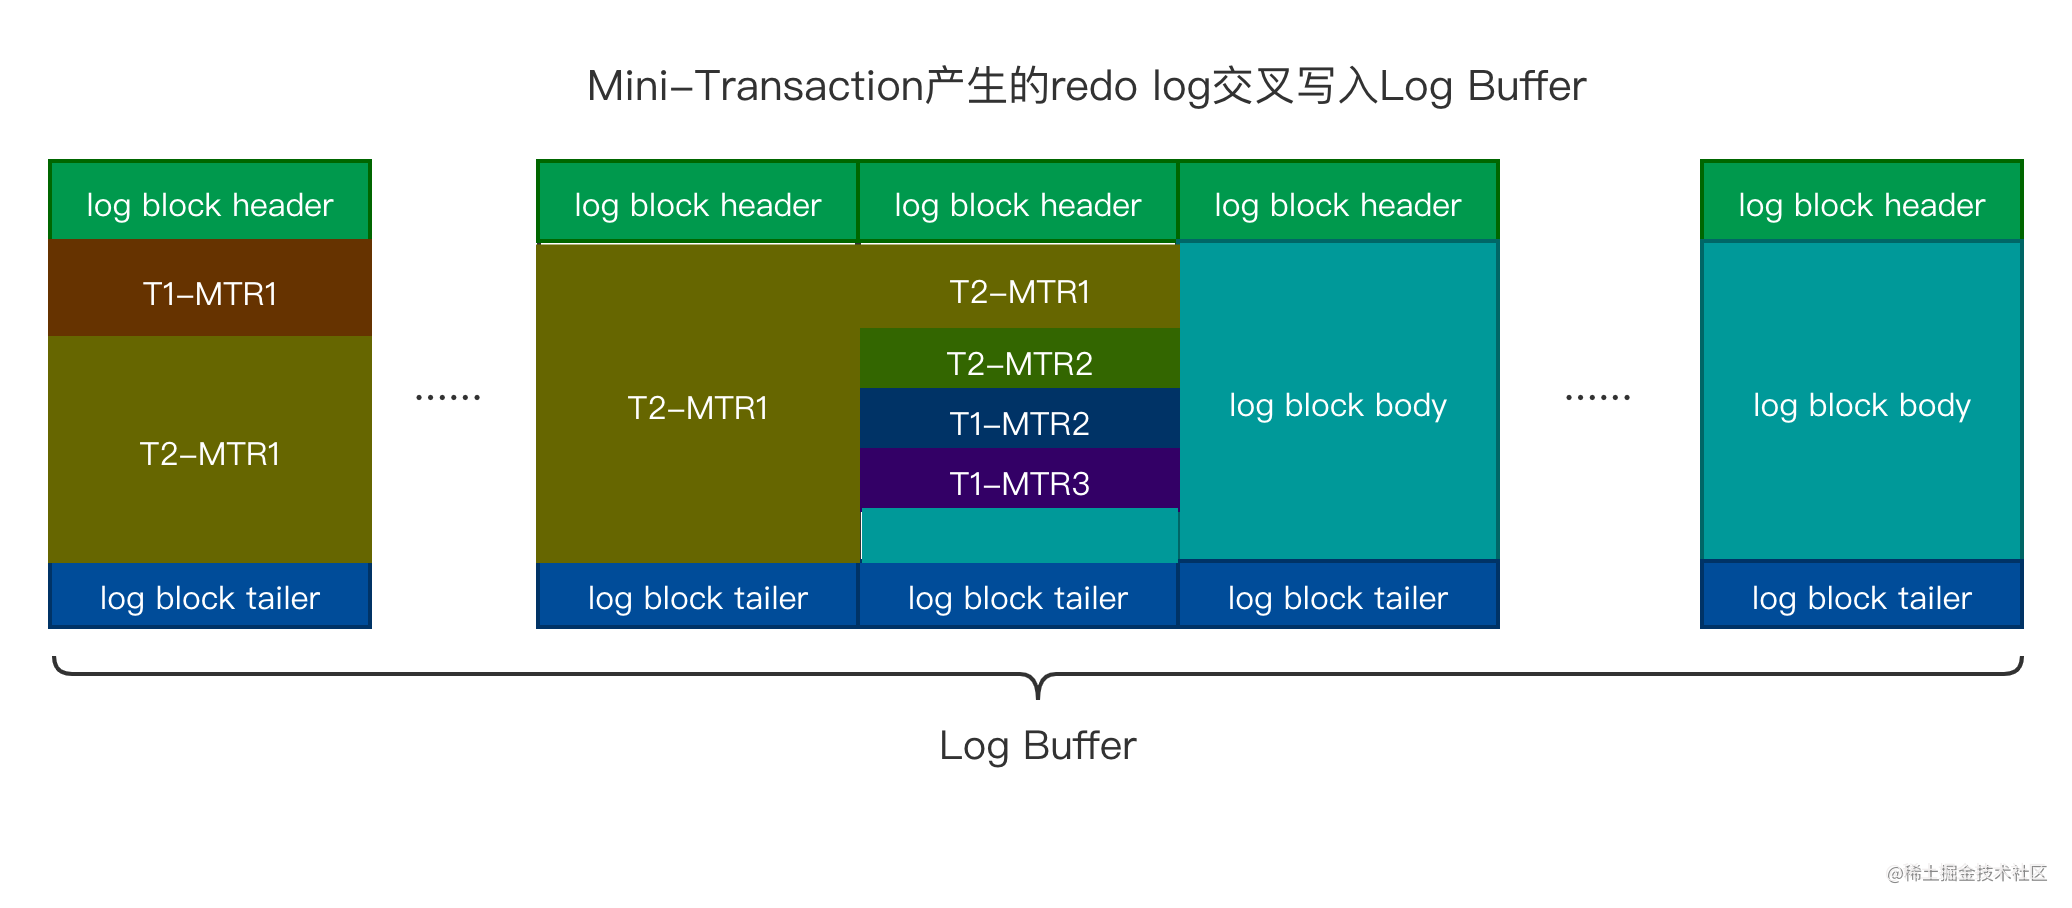 Mini-Transaction产生的redo log交叉写入Log Buffer
log block header
T1-MTR1
T2-MTR1
log block tailer
......
log block header
T2-MTR1
log block tailer
log block header
T2-MTR1
T2-MTR2
T1-MTR2
T1-MTR3
log block tailer
log block header
log block body
log block tailer
......
log block header
log block body
log block tailer
Log Buffer
@稀土掘金技术社区